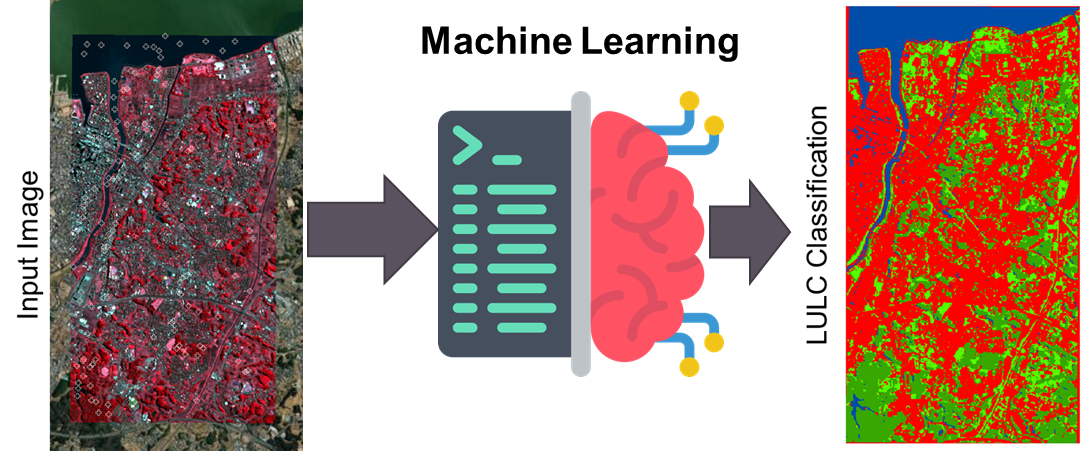 Machine Learning
Input Image
LULC Classification